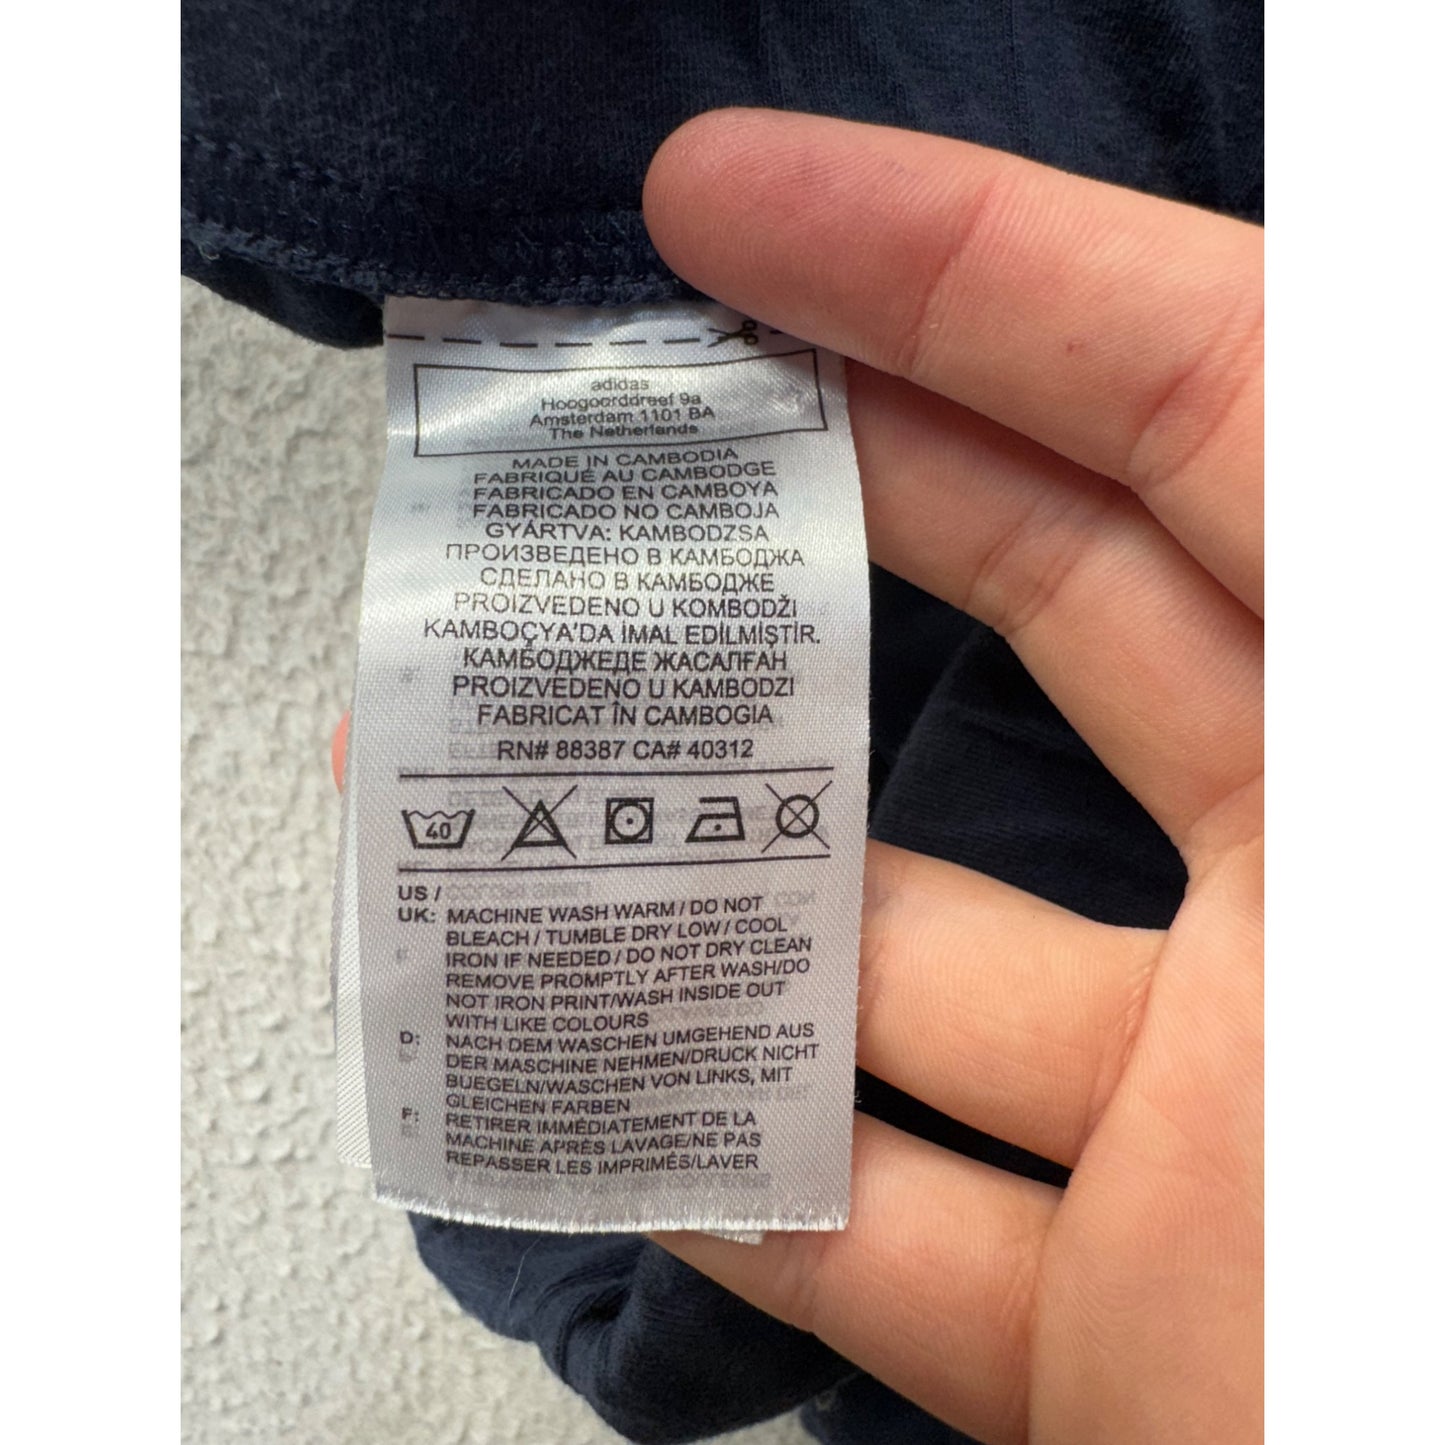 adidas
Hoogoorddreef 9a
Amsterdam 1101 BA
The Netherlands
MADE IN CAMBODIA
FABRIQUÉ AU CAMBODGE
FABRICADO EN CAMBOYA
FABRICADO NO CAMBOJA
GYÁRTVA: KAMBODZSA
ПРОИЗВЕДЕНО В КАМБОДЖА
СДЕЛАНО В КАМБОДЖЕ
PROIZVEDENO U KOMBODŽI
KAMBOÇYA'DA İMAL EDİLMİŞTİR.
КАМБОДЖЕДЕ ЖАСАЛҒАН
PROIZVEDENO U KAMBODZI
FABRICAT ÎN CAMBOGIA
RN# 88387 CA# 40312
40
US /
UK: MACHINE WASH WARM / DO NOT
BLEACH / TUMBLE DRY LOW / COOL
IRON IF NEEDED / DO NOT DRY CLEAN
REMOVE PROMPTLY AFTER WASH/DO
NOT IRON PRINT/WASH INSIDE OUT
WITH LIKE COLOURS
D: NACH DEM WASCHEN UMGEHEND AUS
DER MASCHINE NEHMEN/DRUCK NICHT
BUEGELN/WASCHEN VON LINKS, MIT
GLEICHEN FARBEN
F: RETIRER IMMÉDIATEMENT DE LA
MACHINE APRÈS LAVAGE/NE PAS
REPASSER LES IMPRIMÉS/LAVER